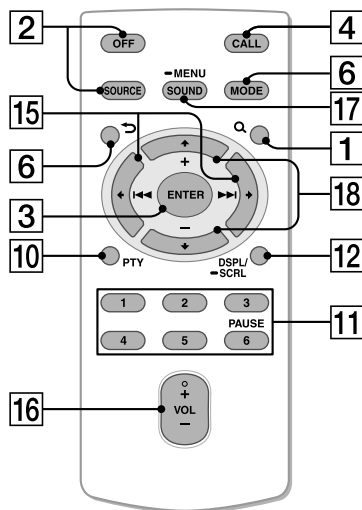 2
4
OFF
CALL
–MENU
6
SOURCE
SOUND
MODE
15
17
6
1
+
ENTER
18
3
–
10
PTY
DSPL/
–SCRL
12
1
2
3
11
PAUSE
4
5
6
+
16
VOL
–